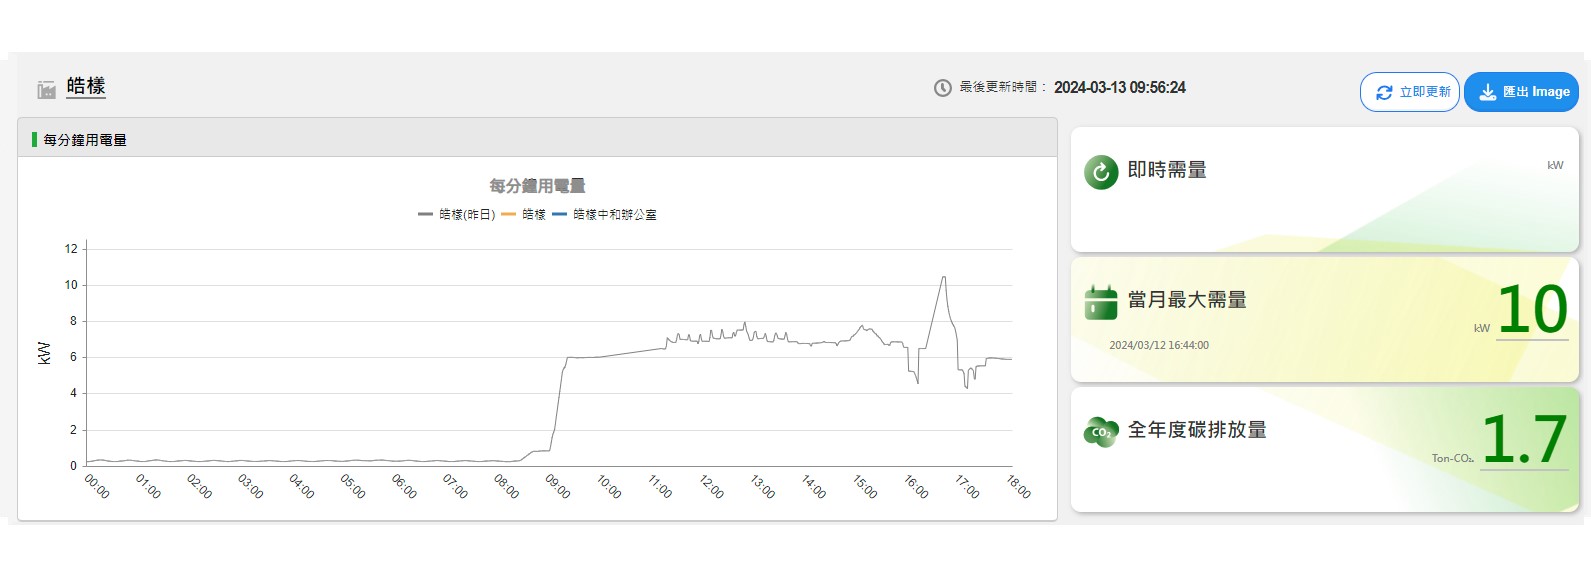 皓樣
最後更新時間： 2024-03-13 09:56:24
立即更新
匯出 Image
每分鐘用電量
每分鐘用電量
皓樣(昨日) 皓樣 皓樣中和辦公室
kW
12
10
8
6
4
2
0
00:00 01:00 02:00 03:00 04:00 05:00 06:00 07:00 08:00 09:00 10:00 11:00 12:00 13:00 14:00 15:00 16:00 17:00 18:00
即時需量
kW
當月最大需量
kW 10
2024/03/12 16:44:00
CO₂
全年度碳排放量
Ton-CO₂e 1.7